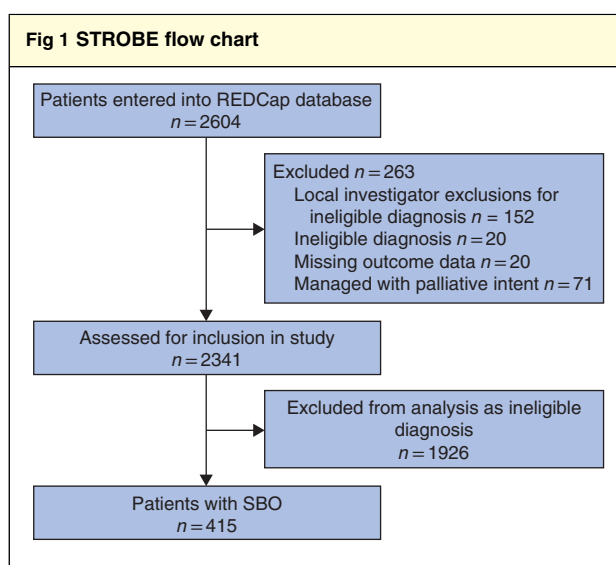 Fig 1 STROBE flow chart
Patients entered into REDCap database
n = 2604
Excluded n = 263
Local investigator exclusions for
ineligible diagnosis n = 152
Ineligible diagnosis n = 20
Missing outcome data n = 20
Managed with palliative intent n = 71
Assessed for inclusion in study
n = 2341
Excluded from analysis as ineligible
diagnosis
n = 1926
Patients with SBO
n = 415